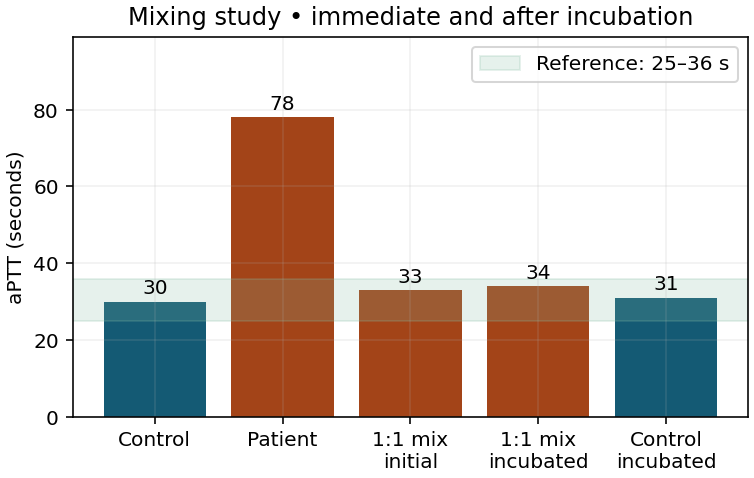 Mixing study • immediate and after incubation
Reference: 25–36 s
aPTT (seconds)
80
60
40
20
0
30
78
33
34
31
Control
Patient
1:1 mix
initial
1:1 mix
incubated
Control
incubated